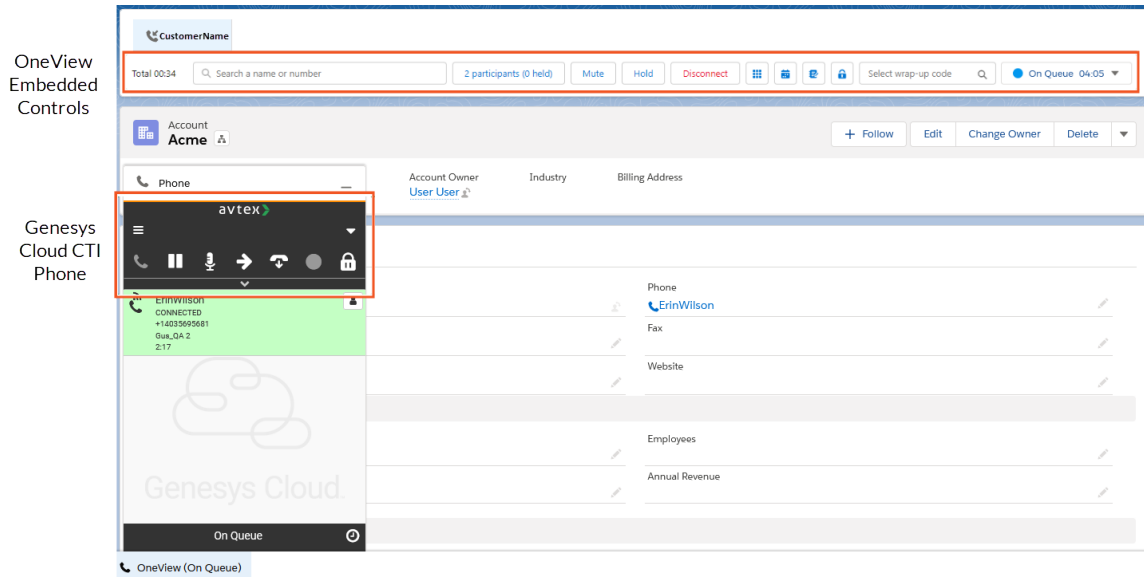 CustomerName
OneView
Embedded
Controls
Total 00:34
Search a name or number
2 participants (0 held)
Mute
Hold
Disconnect
Select wrap-up code
On Queue 04:05
Account
Acme
+ Follow
Edit
Change Owner
Delete
Phone
Account Owner
Industry
Billing Address
User User
Genesys
Cloud CTI
Phone
avtex
ErinWilson
CONNECTED
+14035695681
Gus_QA 2
2:17
Phone
ErinWilson
Fax
Website
Employees
Annual Revenue
Genesys Cloud
On Queue
OneView (On Queue)